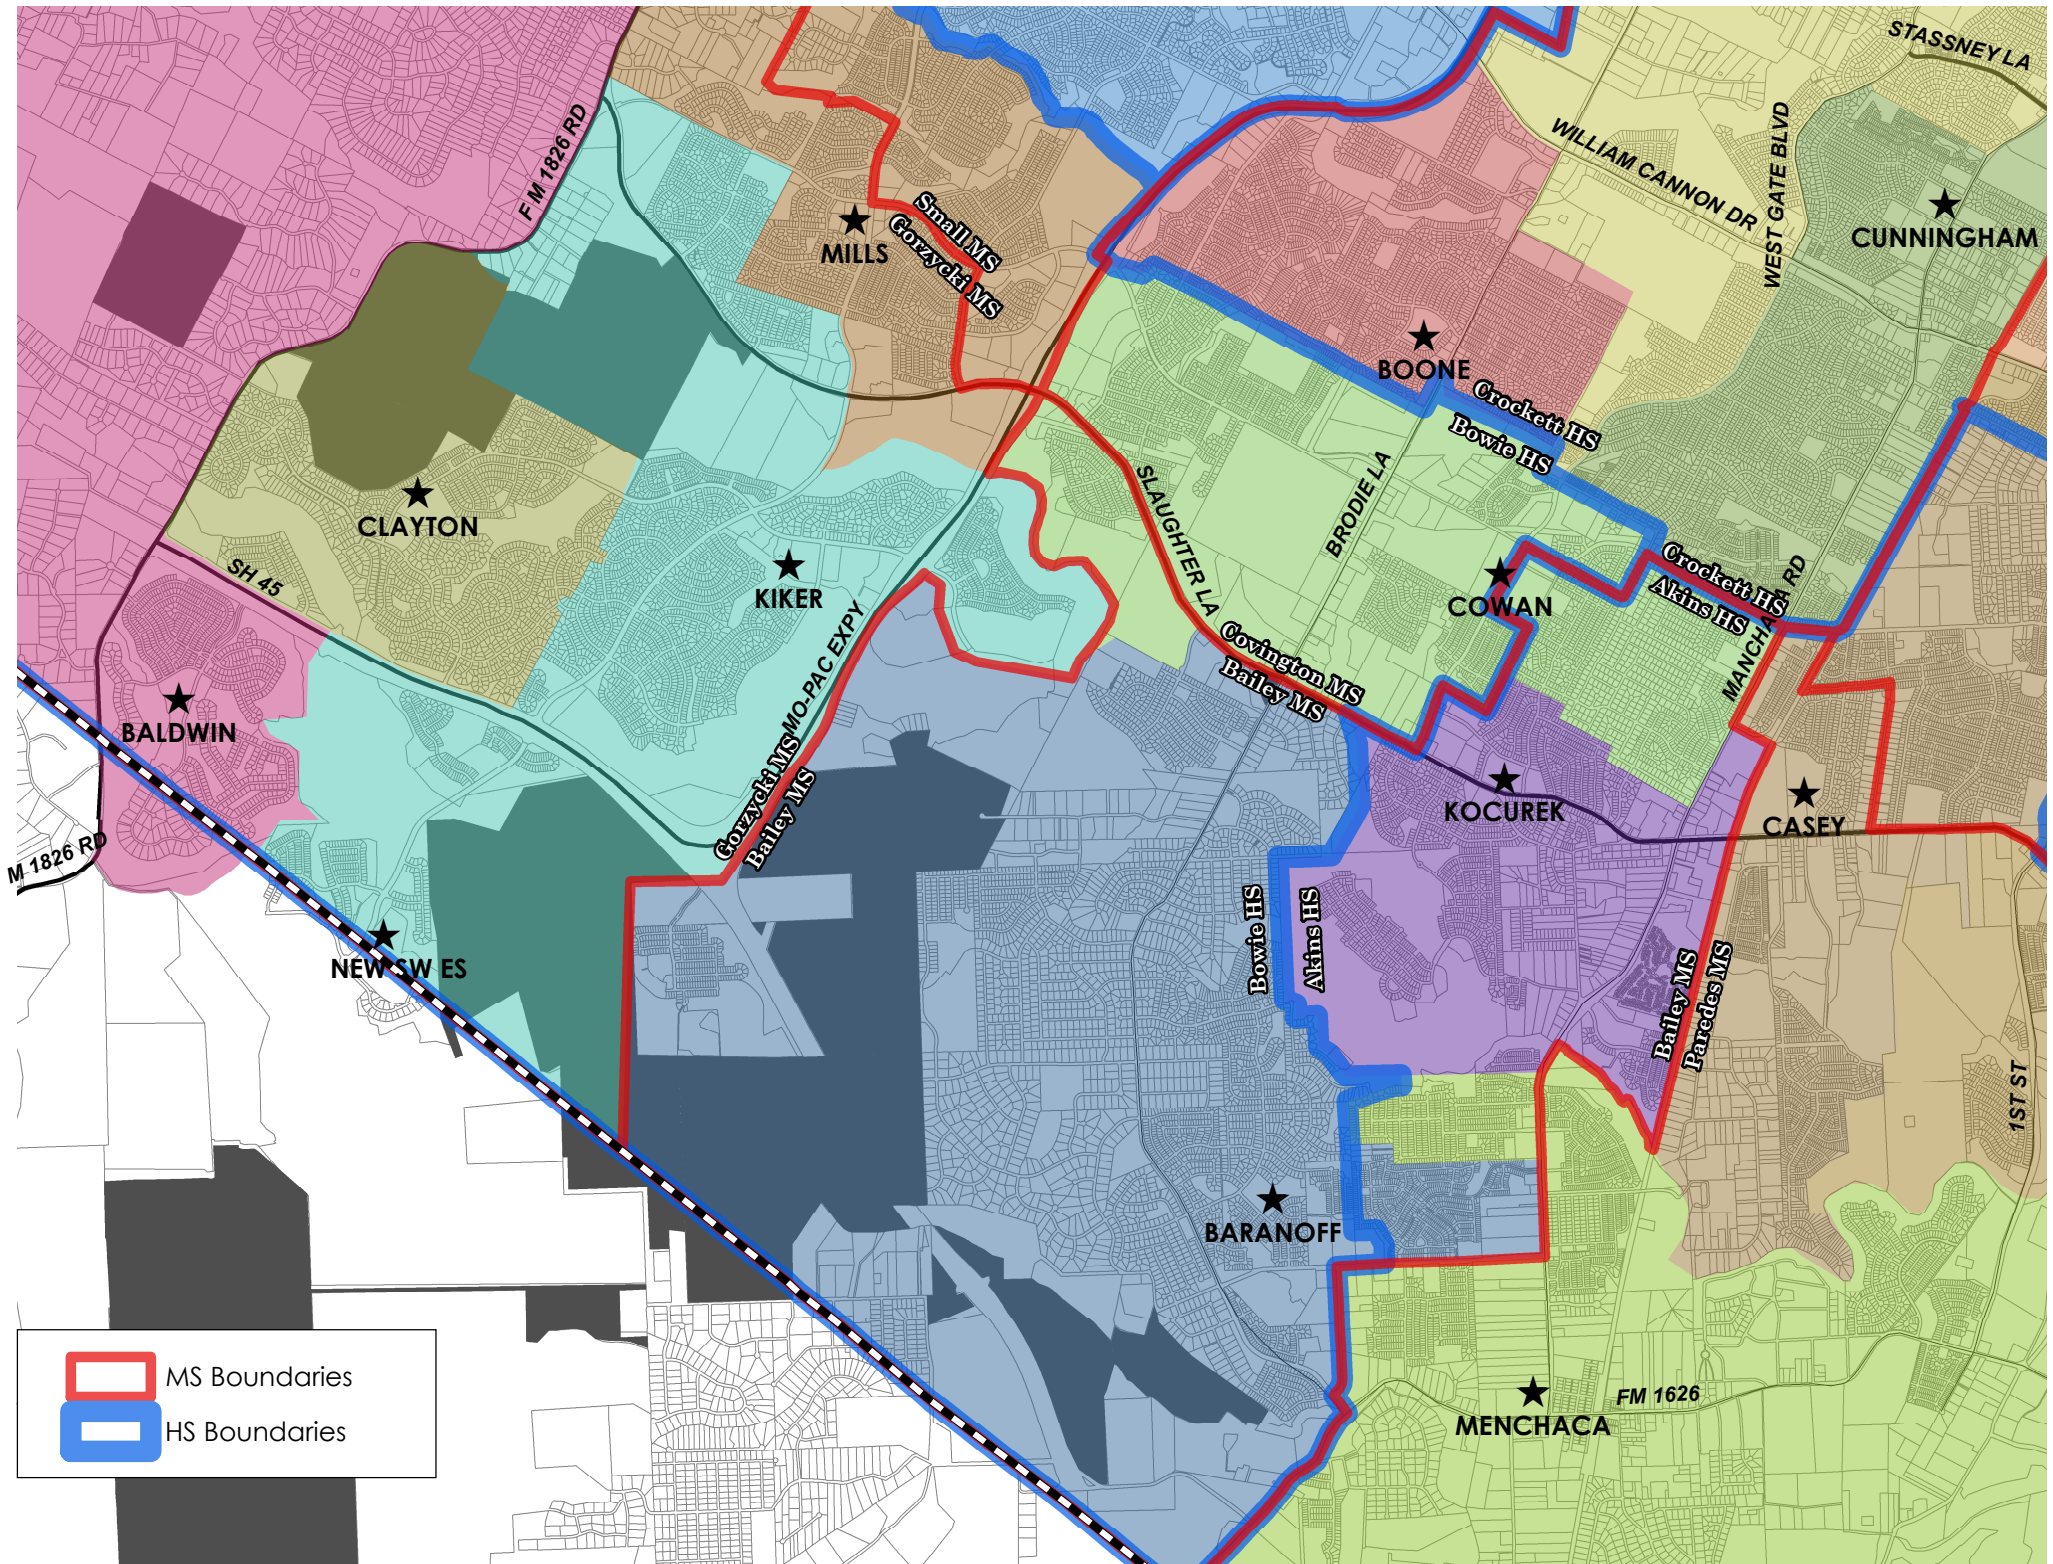 STASSNEY LA
F M 1826 RD
WILLIAM CANNON DR
WEST GATE BLVD
MILLS
Small MS
Gorzycki MS
CUNNINGHAM
BOONE
Crockett HS
Bowie HS
CLAYTON
SLAUGHTER LA
BRODIE LA
SH 45
KIKER
COWAN
Crockett HS
Akins HS
MANCHACA RD
MO-PAC EXPY
Covington MS
Bailey MS
BALDWIN
Gorzycki MS
Bailey MS
KOCUREK
CASEY
M 1826 RD
NEW SW ES
Bowie HS
Akins HS
Bailey MS
Paredes MS
1ST ST
BARANOFF
MS Boundaries
HS Boundaries
FM 1626
MENCHACA